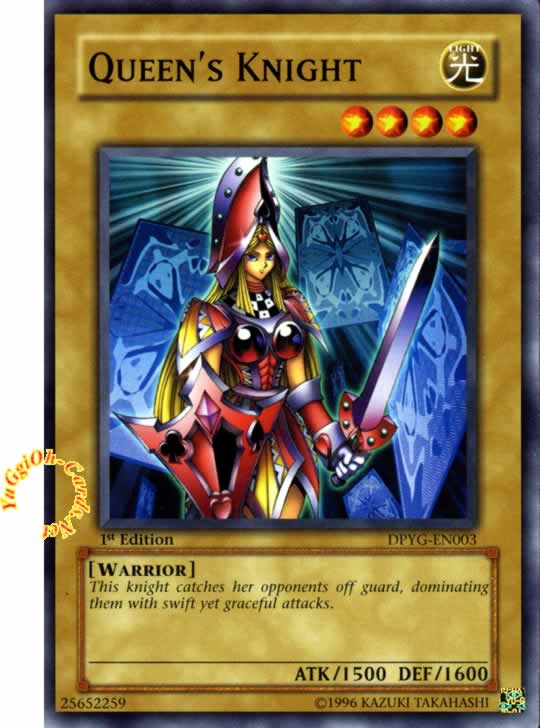 QUEEN'S KNIGHT
LIGHT
光
1st Edition
DPYG-EN003
[WARRIOR]
This knight catches her opponents off guard, dominating
them with swift yet graceful attacks.
ATK/1500 DEF/1600
25652259
©1996 KAZUKI TAKAHASHI
YuGgiOh-Cards.Net